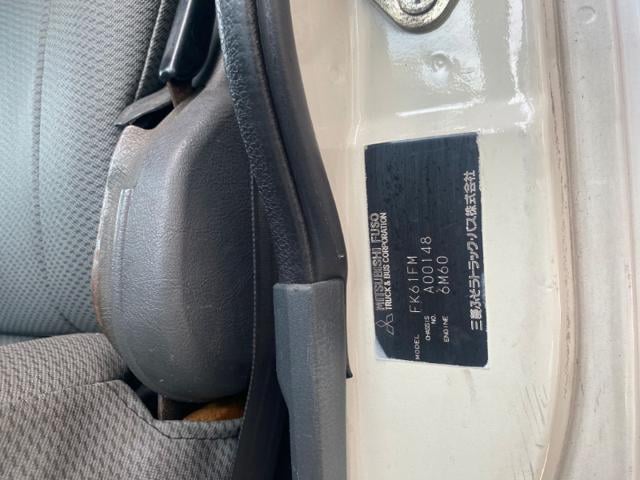 MITSUBISHI FUSO
TRUCK & BUS CORPORATION
MODEL FK61FM
CHASSIS NO. A00148
ENGINE 6M60
三菱ふそうトラック・バス株式会社